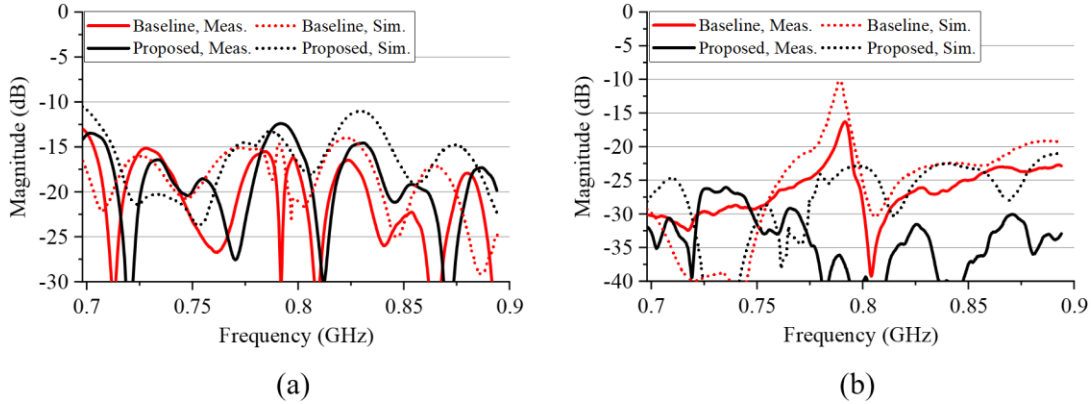 0
-5
-10
-15
-20
-25
-30
Magnitude (dB)
Baseline, Meas.
Baseline, Sim.
Proposed, Meas.
Proposed, Sim.
0.7
0.75
0.8
0.85
0.9
Frequency (GHz)
(a)
0
-5
-10
-15
-20
-25
-30
-35
-40
Magnitude (dB)
Baseline, Meas.
Baseline, Sim.
Proposed, Meas.
Proposed, Sim.
0.7
0.75
0.8
0.85
0.9
Frequency (GHz)
(b)